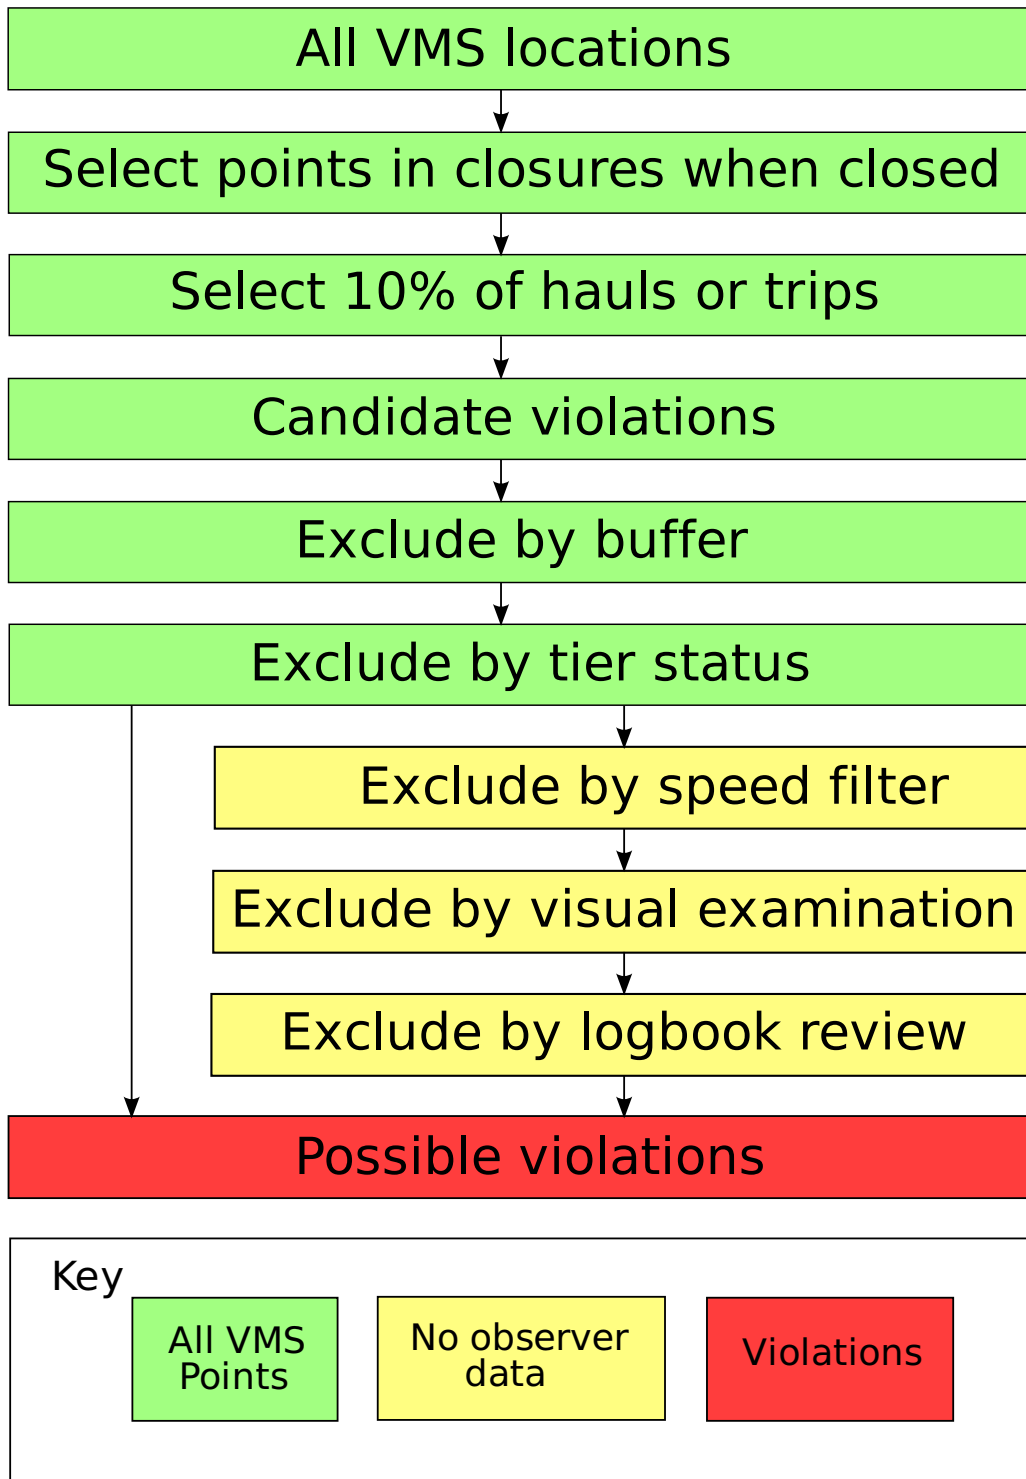 All VMS locations
Select points in closures when closed
Select 10% of hauls or trips
Candidate violations
Exclude by buffer
Exclude by tier status
Exclude by speed filter
Exclude by visual examination
Exclude by logbook review
Possible violations
Key
All VMS
Points
No observer
data
Violations